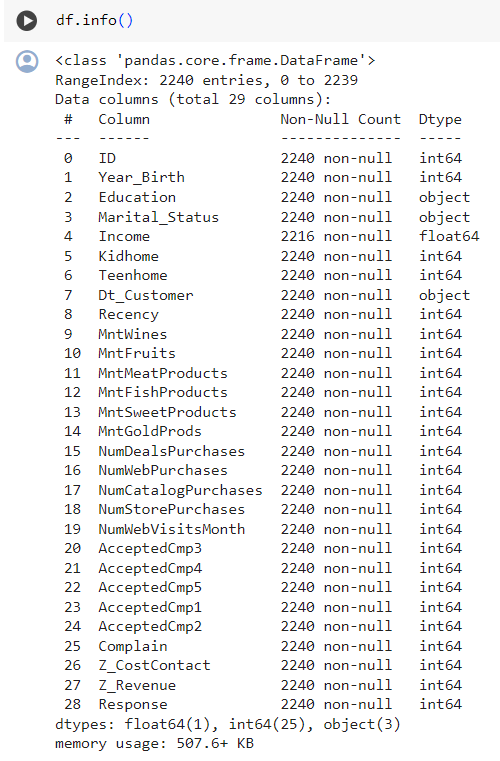 df.info()
<class 'pandas.core.frame.DataFrame'>
RangeIndex: 2240 entries, 0 to 2239
Data columns (total 29 columns):
 #   Column               Non-Null Count  Dtype
---  ------               --------------  -----
 0   ID                   2240 non-null   int64
 1   Year_Birth           2240 non-null   int64
 2   Education            2240 non-null   object
 3   Marital_Status       2240 non-null   object
 4   Income               2216 non-null   float64
 5   Kidhome              2240 non-null   int64
 6   Teenhome             2240 non-null   int64
 7   Dt_Customer          2240 non-null   object
 8   Recency              2240 non-null   int64
 9   MntWines             2240 non-null   int64
 10  MntFruits            2240 non-null   int64
 11  MntMeatProducts      2240 non-null   int64
 12  MntFishProducts      2240 non-null   int64
 13  MntSweetProducts     2240 non-null   int64
 14  MntGoldProds         2240 non-null   int64
 15  NumDealsPurchases    2240 non-null   int64
 16  NumWebPurchases      2240 non-null   int64
 17  NumCatalogPurchases  2240 non-null   int64
 18  NumStorePurchases    2240 non-null   int64
 19  NumWebVisitsMonth    2240 non-null   int64
 20  AcceptedCmp3         2240 non-null   int64
 21  AcceptedCmp4         2240 non-null   int64
 22  AcceptedCmp5         2240 non-null   int64
 23  AcceptedCmp1         2240 non-null   int64
 24  AcceptedCmp2         2240 non-null   int64
 25  Complain             2240 non-null   int64
 26  Z_CostContact        2240 non-null   int64
 27  Z_Revenue            2240 non-null   int64
 28  Response             2240 non-null   int64
dtypes: float64(1), int64(25), object(3)
memory usage: 507.6+ KB